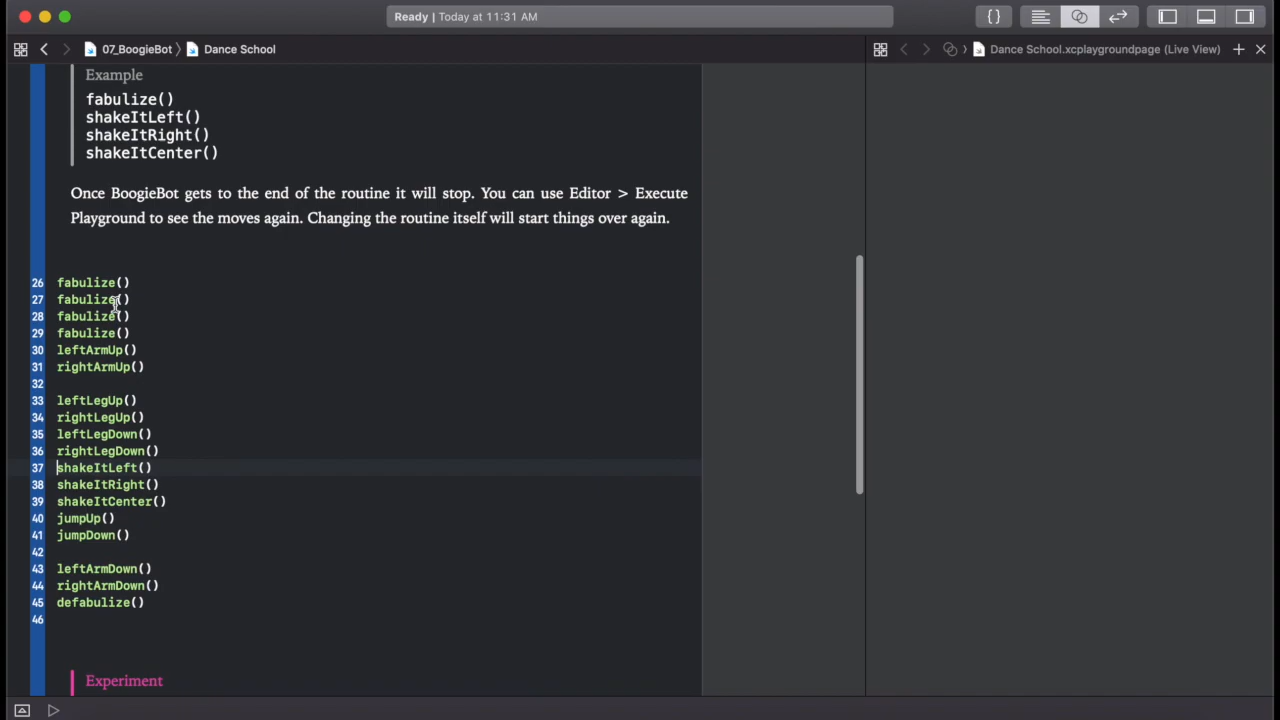 Ready | Today at 11:31 AM
{}
07_BoogieBot
Dance School
Dance School.xcplaygroundpage (Live View)
Example
fabulize()
shakeItLeft()
shakeItRight()
shakeItCenter()
Once BoogieBot gets to the end of the routine it will stop. You can use Editor > Execute
Playground to see the moves again. Changing the routine itself will start things over again.
26 fabulize()
27 fabulize()
28 fabulize()
29 fabulize()
30 leftArmUp()
31 rightArmUp()
32
33 leftLegUp()
34 rightLegUp()
35 leftLegDown()
36 rightLegDown()
37 shakeItLeft()
38 shakeItRight()
39 shakeItCenter()
40 jumpUp()
41 jumpDown()
42
43 leftArmDown()
44 rightArmDown()
45 defabulize()
46
Experiment